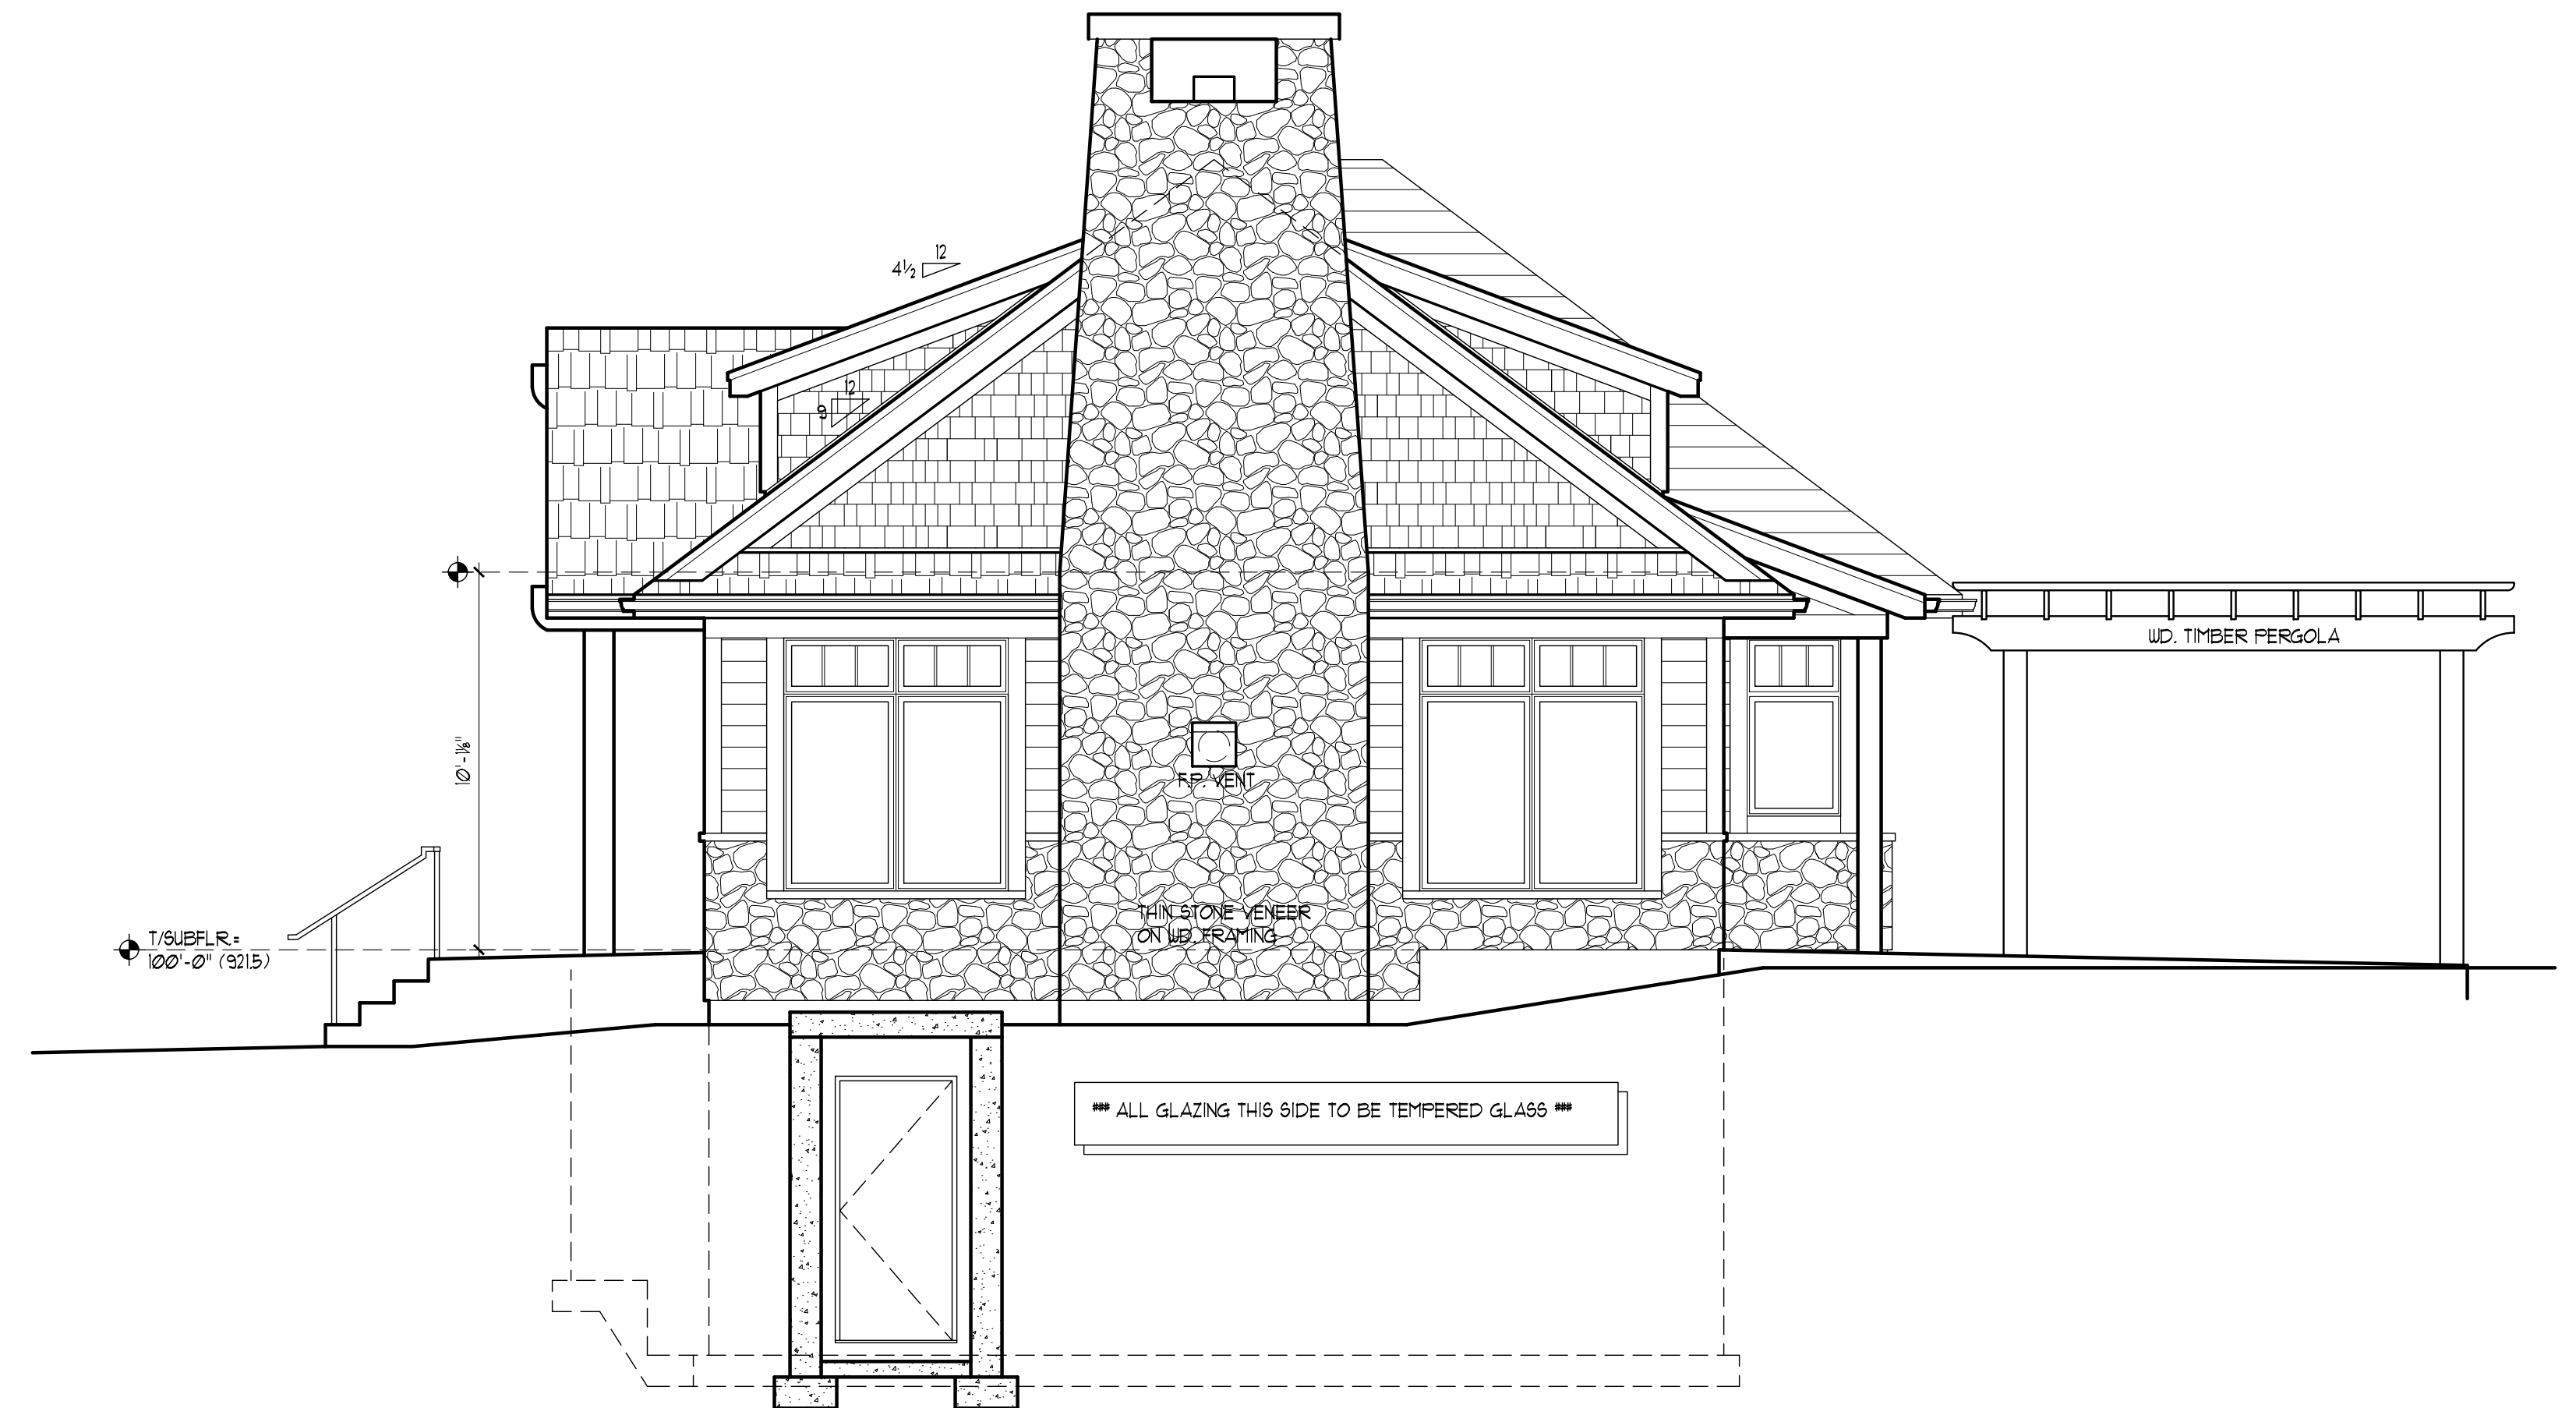 12
4½
12
9
WD. TIMBER PERGOLA
10'-1⅛"
F.P. VENT
THIN STONE VENEER
ON WD. FRAMING
T/SUBFLR.=
100'-0" (921.5)
*** ALL GLAZING THIS SIDE TO BE TEMPERED GLASS ***